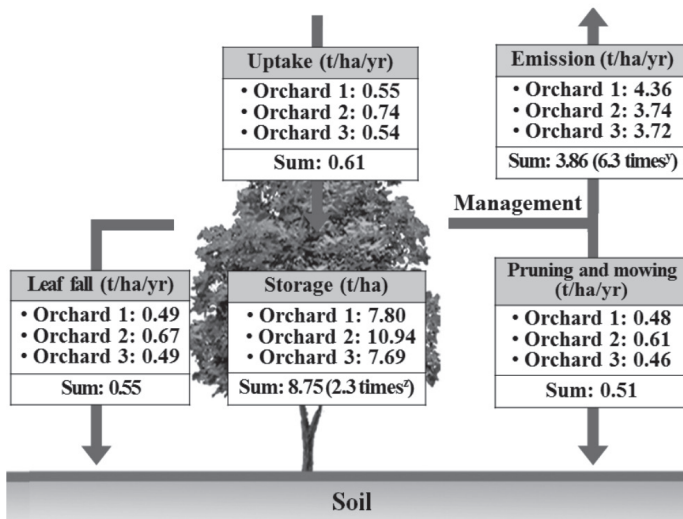 Uptake (t/ha/yr)
• Orchard 1: 0.55
• Orchard 2: 0.74
• Orchard 3: 0.54
Sum: 0.61
Emission (t/ha/yr)
• Orchard 1: 4.36
• Orchard 2: 3.74
• Orchard 3: 3.72
Sum: 3.86 (6.3 timesʸ)
Management
Leaf fall (t/ha/yr)
• Orchard 1: 0.49
• Orchard 2: 0.67
• Orchard 3: 0.49
Sum: 0.55
Storage (t/ha)
• Orchard 1: 7.80
• Orchard 2: 10.94
• Orchard 3: 7.69
Sum: 8.75 (2.3 timesᶻ)
Pruning and mowing
(t/ha/yr)
• Orchard 1: 0.48
• Orchard 2: 0.61
• Orchard 3: 0.46
Sum: 0.51
Soil